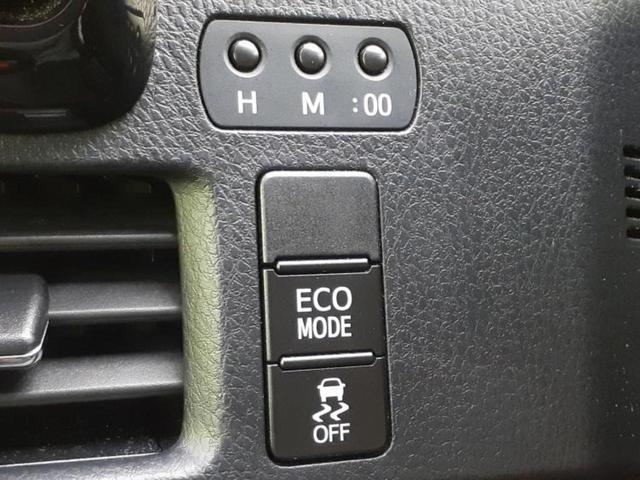 H M :00
ECO
MODE
OFF